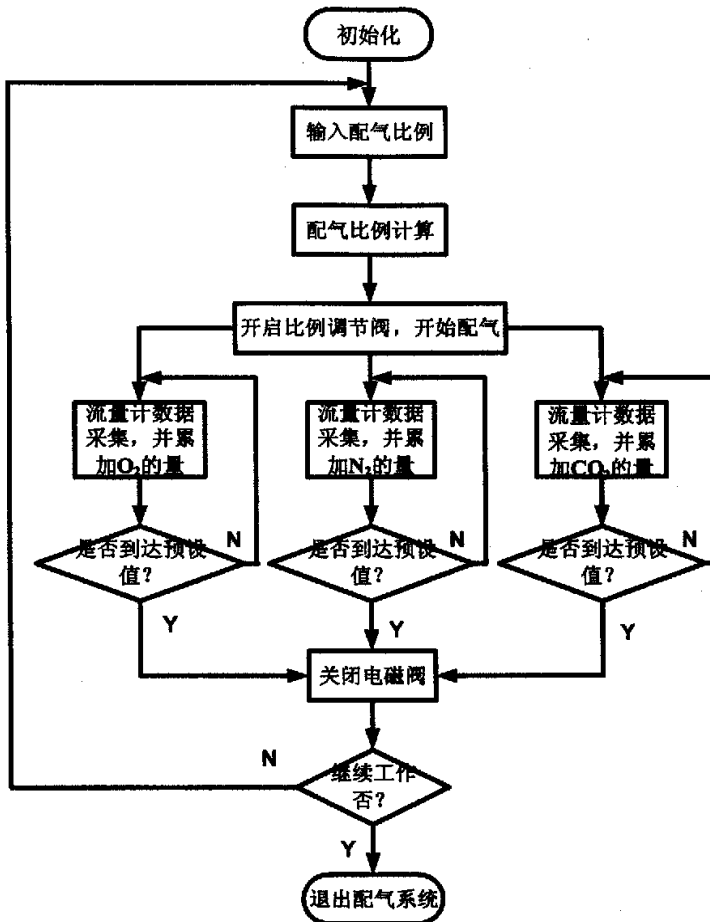 初始化
输入配气比例
配气比例计算
开启比例调节阀，开始配气
流量计数据
采集，并累
加O₂的量
流量计数据
采集，并累
加N₂的量
流量计数据
采集，并累
加CO₂的量
是否到达预设
值？
N
是否到达预设
值？
N
是否到达预设
值？
N
Y
Y
Y
关闭电磁阀
N
继续工作
否？
Y
退出配气系统